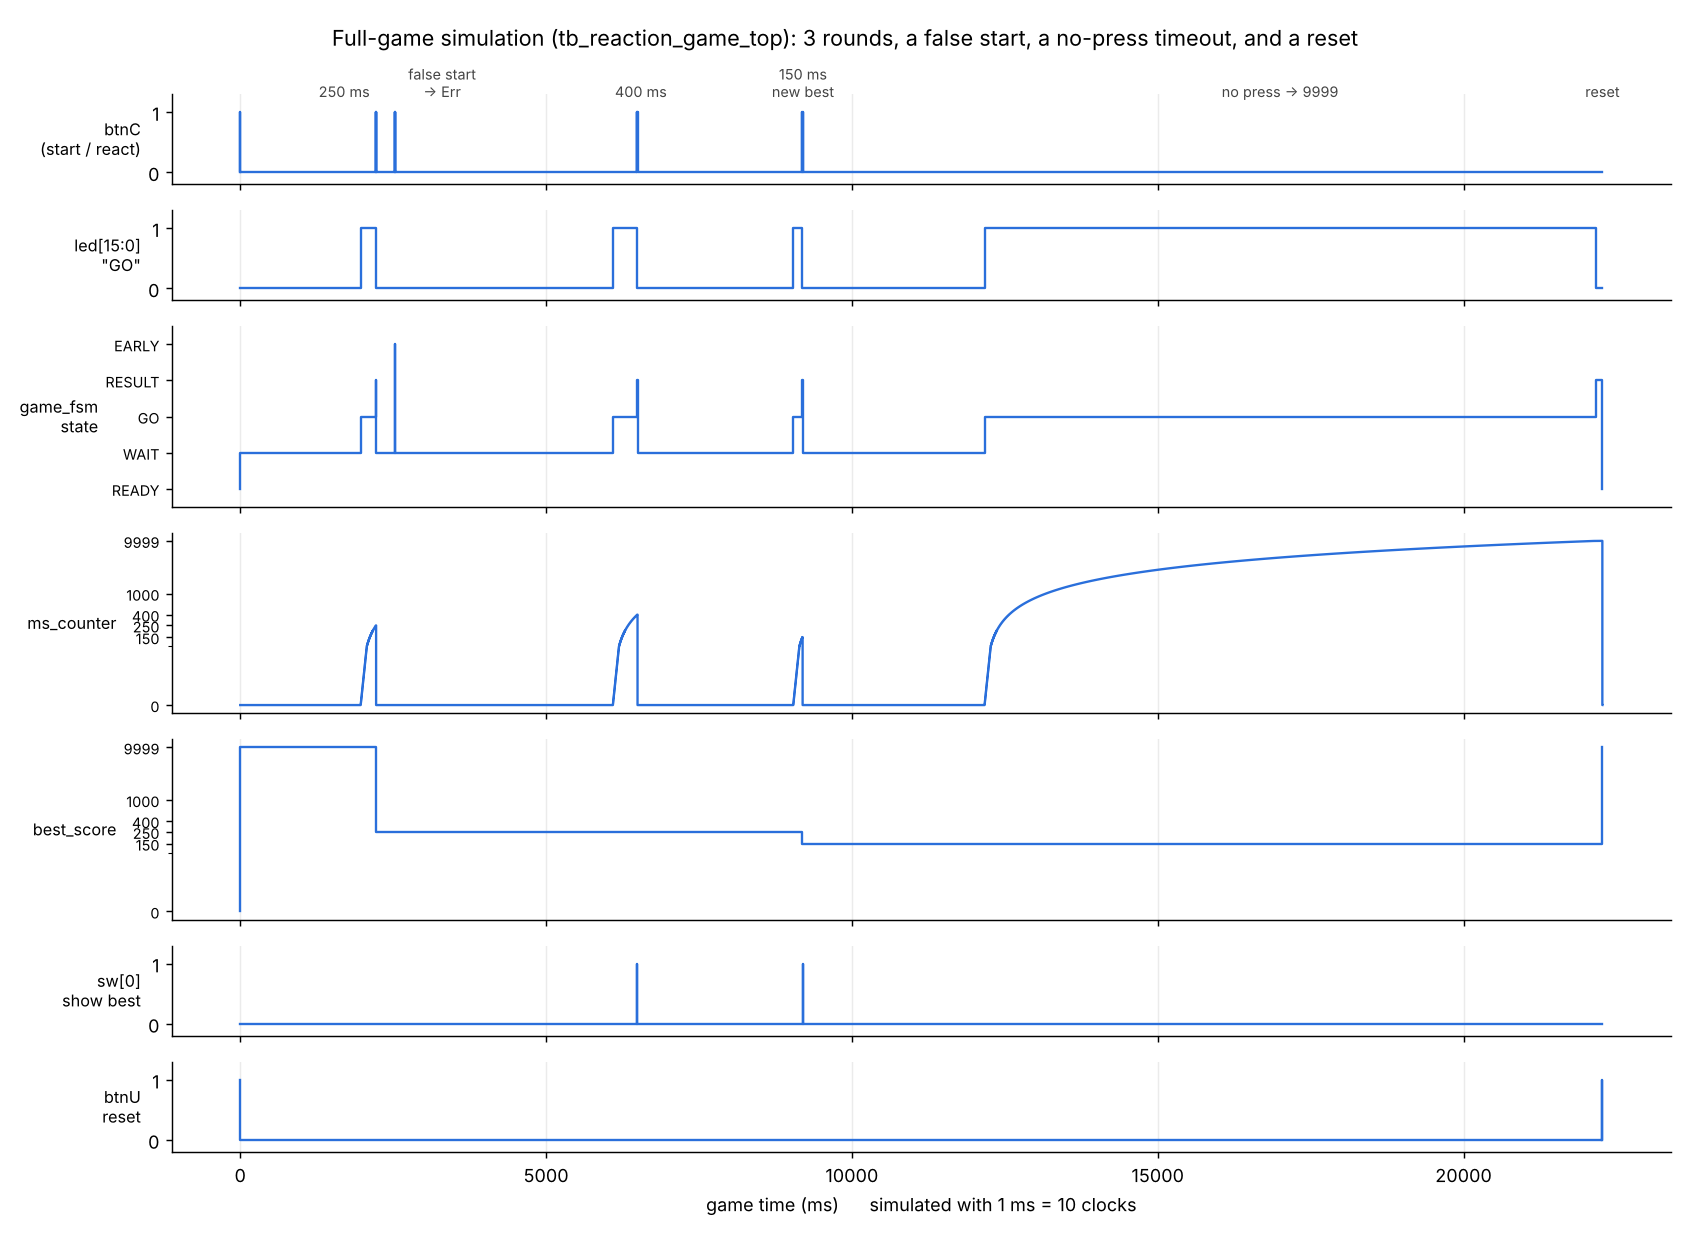 Full-game simulation (tb_reaction_game_top): 3 rounds, a false start, a no-press timeout, and a reset
250 ms
false start
→ Err
400 ms
150 ms
new best
no press → 9999
reset
btnC
(start / react)
1
0
led[15:0]
"GO"
1
0
game_fsm
state
EARLY
RESULT
GO
WAIT
READY
ms_counter
9999
1000
400
250
150
0
best_score
9999
1000
400
250
150
0
sw[0]
show best
1
0
btnU
reset
1
0
0 5000 10000 15000 20000
game time (ms) simulated with 1 ms = 10 clocks